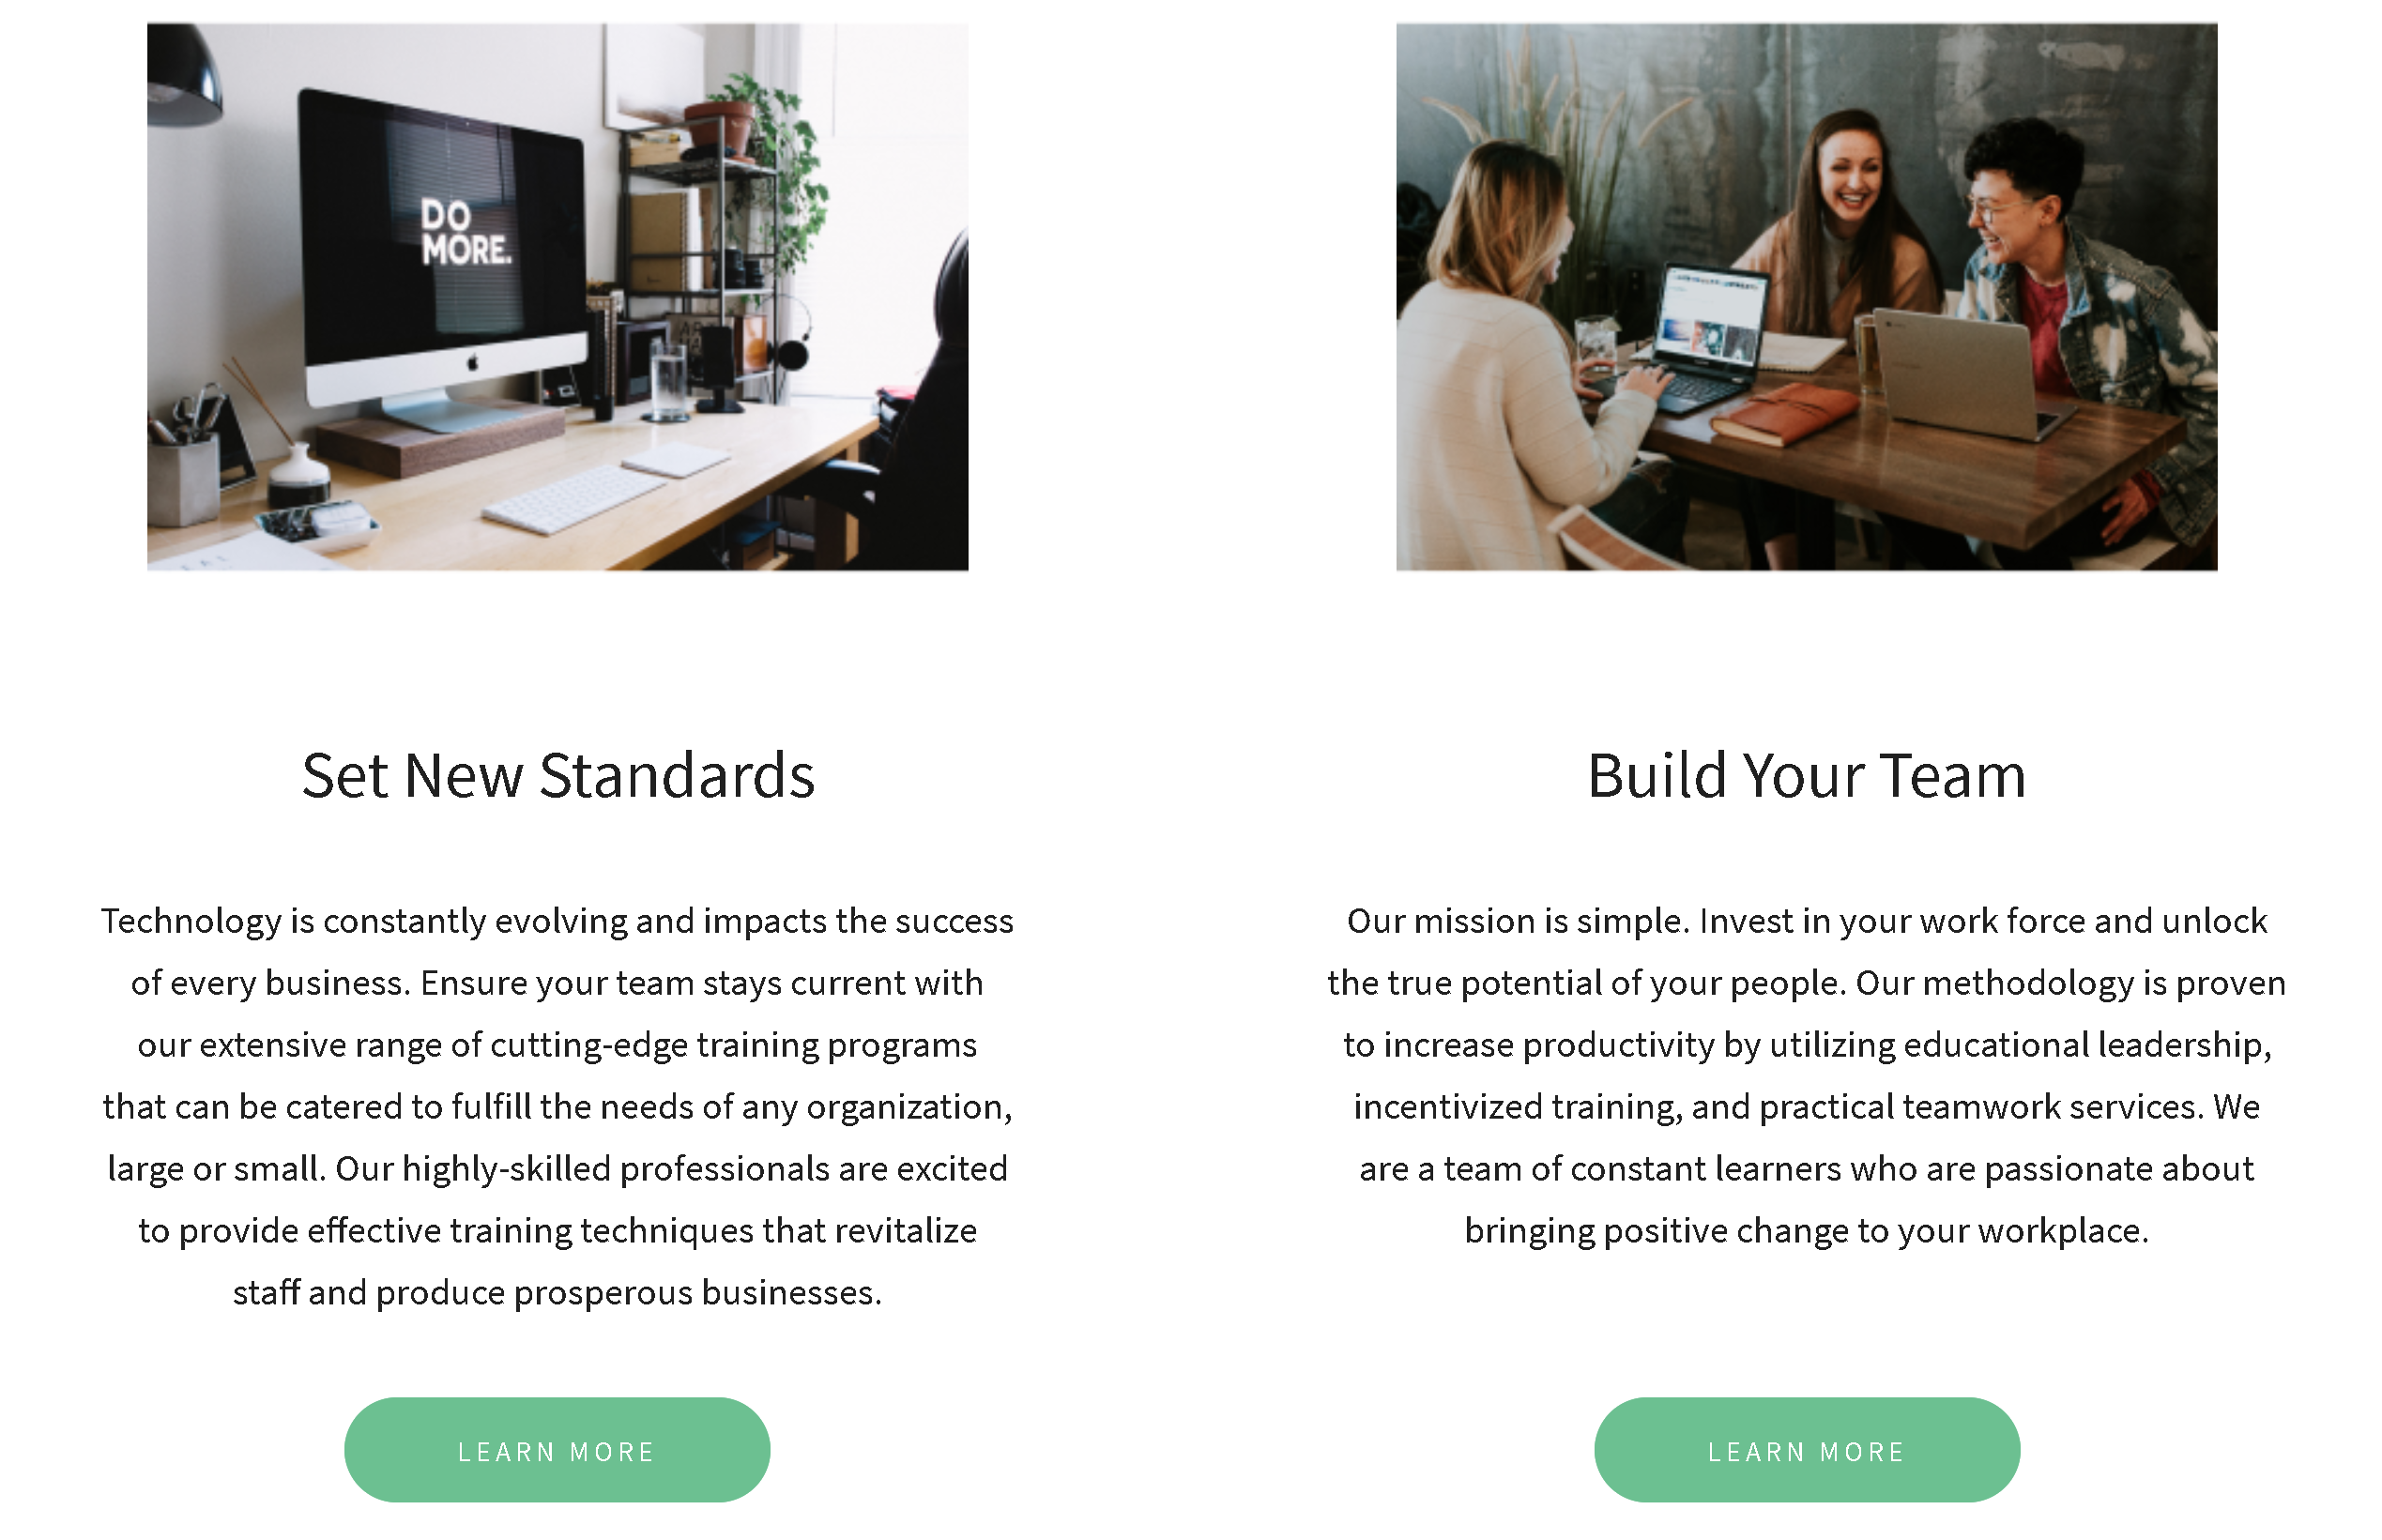 DO
MORE.
Set New Standards
Technology is constantly evolving and impacts the success
of every business. Ensure your team stays current with
our extensive range of cutting-edge training programs
that can be catered to fulfill the needs of any organization,
large or small. Our highly-skilled professionals are excited
to provide effective training techniques that revitalize
staff and produce prosperous businesses.
LEARN MORE
Build Your Team
Our mission is simple. Invest in your work force and unlock
the true potential of your people. Our methodology is proven
to increase productivity by utilizing educational leadership,
incentivized training, and practical teamwork services. We
are a team of constant learners who are passionate about
bringing positive change to your workplace.
LEARN MORE